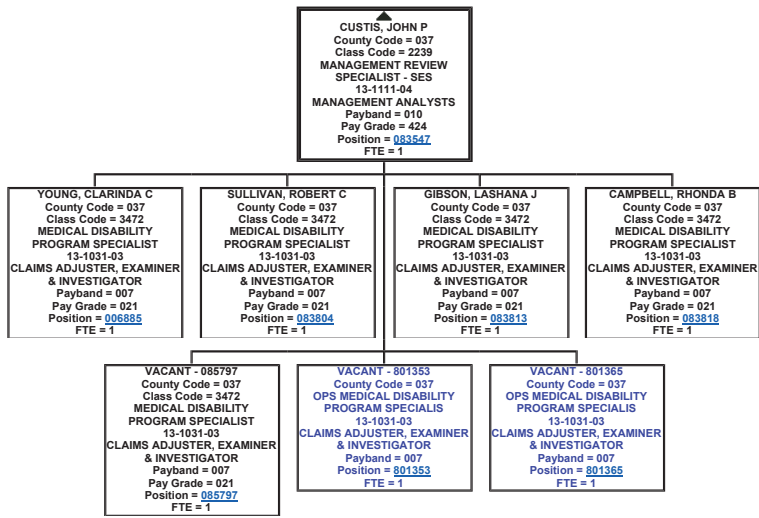 CUSTIS, JOHN P
County Code = 037
Class Code = 2239
MANAGEMENT REVIEW
SPECIALIST - SES
13-1111-04
MANAGEMENT ANALYSTS
Payband = 010
Pay Grade = 424
Position = 083547
FTE = 1
YOUNG, CLARINDA C
County Code = 037
Class Code = 3472
MEDICAL DISABILITY
PROGRAM SPECIALIST
13-1031-03
CLAIMS ADJUSTER, EXAMINER
& INVESTIGATOR
Payband = 007
Pay Grade = 021
Position = 006885
FTE = 1
SULLIVAN, ROBERT C
County Code = 037
Class Code = 3472
MEDICAL DISABILITY
PROGRAM SPECIALIST
13-1031-03
CLAIMS ADJUSTER, EXAMINER
& INVESTIGATOR
Payband = 007
Pay Grade = 021
Position = 083804
FTE = 1
GIBSON, LASHANA J
County Code = 037
Class Code = 3472
MEDICAL DISABILITY
PROGRAM SPECIALIST
13-1031-03
CLAIMS ADJUSTER, EXAMINER
& INVESTIGATOR
Payband = 007
Pay Grade = 021
Position = 083813
FTE = 1
CAMPBELL, RHONDA B
County Code = 037
Class Code = 3472
MEDICAL DISABILITY
PROGRAM SPECIALIST
13-1031-03
CLAIMS ADJUSTER, EXAMINER
& INVESTIGATOR
Payband = 007
Pay Grade = 021
Position = 083818
FTE = 1
VACANT - 085797
County Code = 037
Class Code = 3472
MEDICAL DISABILITY
PROGRAM SPECIALIST
13-1031-03
CLAIMS ADJUSTER, EXAMINER
& INVESTIGATOR
Payband = 007
Pay Grade = 021
Position = 085797
FTE = 1
VACANT - 801353
County Code = 037
OPS MEDICAL DISABILITY
PROGRAM SPECIALIS
13-1031-03
CLAIMS ADJUSTER, EXAMINER
& INVESTIGATOR
Payband = 007
Position = 801353
FTE = 1
VACANT - 801365
County Code = 037
OPS MEDICAL DISABILITY
PROGRAM SPECIALIS
13-1031-03
CLAIMS ADJUSTER, EXAMINER
& INVESTIGATOR
Payband = 007
Position = 801365
FTE = 1